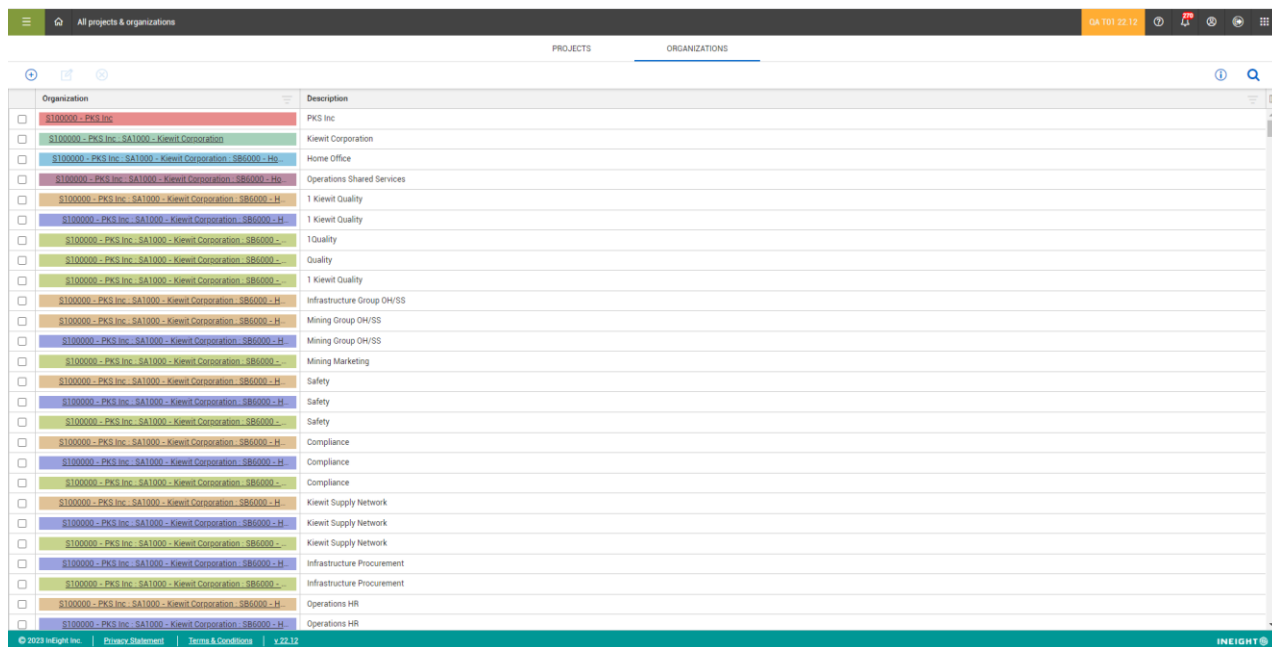 All projects & organizations QA T01 22.12 270
PROJECTS ORGANIZATIONS
Organization Description
S100000 - PKS Inc PKS Inc
S100000 - PKS Inc : SA1000 - Kiewit Corporation Kiewit Corporation
S100000 - PKS Inc : SA1000 - Kiewit Corporation : SB6000 - Ho... Home Office
S100000 - PKS Inc : SA1000 - Kiewit Corporation : SB6000 - Ho... Operations Shared Services
S100000 - PKS Inc : SA1000 - Kiewit Corporation : SB6000 - H... 1 Kiewit Quality
S100000 - PKS Inc : SA1000 - Kiewit Corporation : SB6000 - H... 1 Kiewit Quality
S100000 - PKS Inc : SA1000 - Kiewit Corporation : SB6000 - ... 1Quality
S100000 - PKS Inc : SA1000 - Kiewit Corporation : SB6000 - ... Quality
S100000 - PKS Inc : SA1000 - Kiewit Corporation : SB6000 - ... 1 Kiewit Quality
S100000 - PKS Inc : SA1000 - Kiewit Corporation : SB6000 - H... Infrastructure Group OH/SS
S100000 - PKS Inc : SA1000 - Kiewit Corporation : SB6000 - H... Mining Group OH/SS
S100000 - PKS Inc : SA1000 - Kiewit Corporation : SB6000 - H... Mining Group OH/SS
S100000 - PKS Inc : SA1000 - Kiewit Corporation : SB6000 - ... Mining Marketing
S100000 - PKS Inc : SA1000 - Kiewit Corporation : SB6000 - H... Safety
S100000 - PKS Inc : SA1000 - Kiewit Corporation : SB6000 - H... Safety
S100000 - PKS Inc : SA1000 - Kiewit Corporation : SB6000 - ... Safety
S100000 - PKS Inc : SA1000 - Kiewit Corporation : SB6000 - H... Compliance
S100000 - PKS Inc : SA1000 - Kiewit Corporation : SB6000 - H... Compliance
S100000 - PKS Inc : SA1000 - Kiewit Corporation : SB6000 - ... Compliance
S100000 - PKS Inc : SA1000 - Kiewit Corporation : SB6000 - H... Kiewit Supply Network
S100000 - PKS Inc : SA1000 - Kiewit Corporation : SB6000 - H... Kiewit Supply Network
S100000 - PKS Inc : SA1000 - Kiewit Corporation : SB6000 - ... Kiewit Supply Network
S100000 - PKS Inc : SA1000 - Kiewit Corporation : SB6000 - H... Infrastructure Procurement
S100000 - PKS Inc : SA1000 - Kiewit Corporation : SB6000 - ... Infrastructure Procurement
S100000 - PKS Inc : SA1000 - Kiewit Corporation : SB6000 - H... Operations HR
S100000 - PKS Inc : SA1000 - Kiewit Corporation : SB6000 - H... Operations HR
© 2023 InEight Inc. | Privacy Statement | Terms & Conditions | v 22.12 INEIGHT